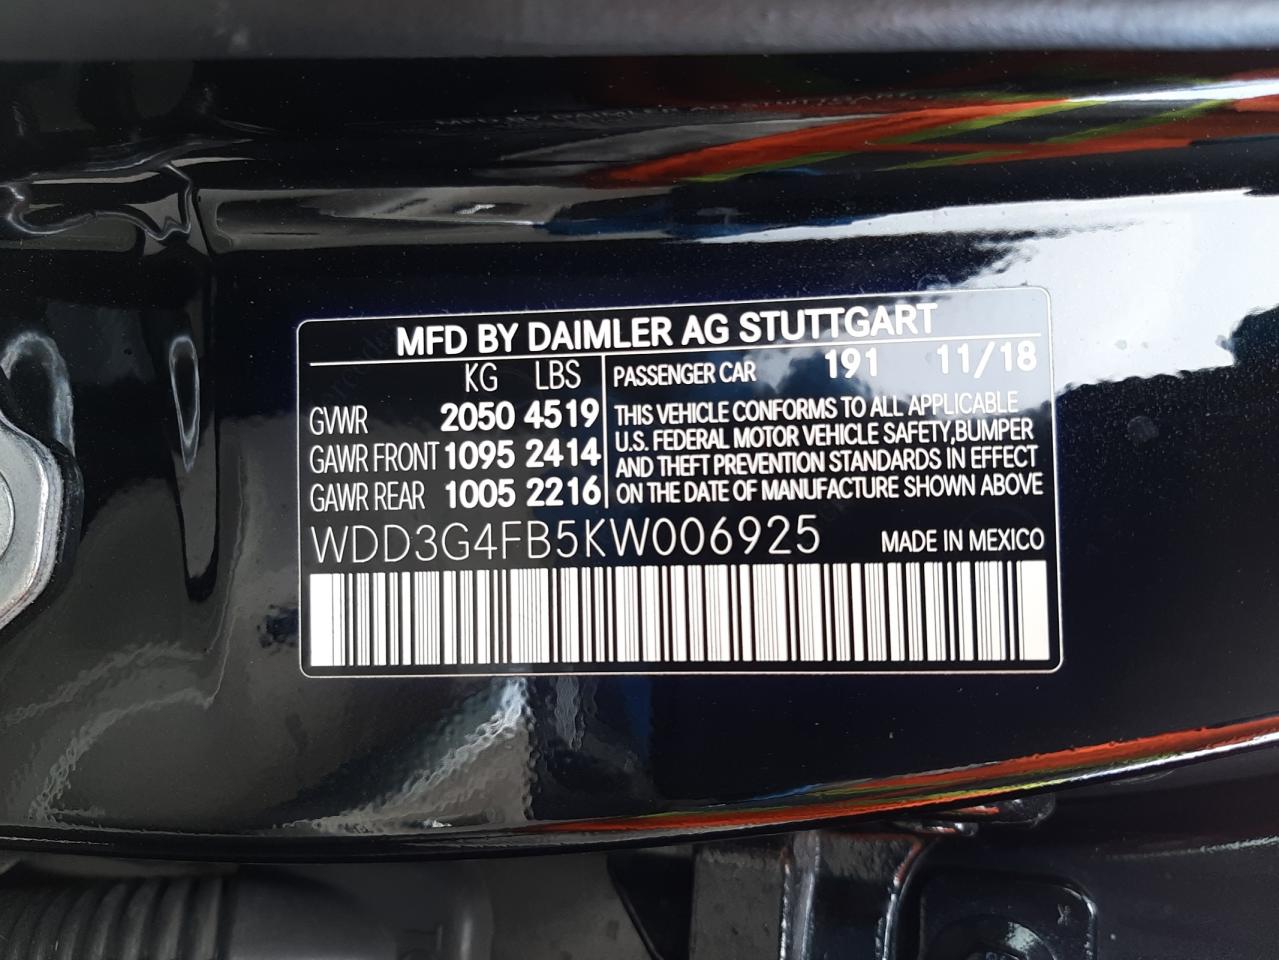 MFD BY DAIMLER AG STUTTGART
KG LBS
GVWR 2050 4519
GAWR FRONT 1095 2414
GAWR REAR 1005 2216
PASSENGER CAR 191 11/18
THIS VEHICLE CONFORMS TO ALL APPLICABLE
U.S. FEDERAL MOTOR VEHICLE SAFETY,BUMPER
AND THEFT PREVENTION STANDARDS IN EFFECT
ON THE DATE OF MANUFACTURE SHOWN ABOVE
WDD3G4FB5KW006925 MADE IN MEXICO